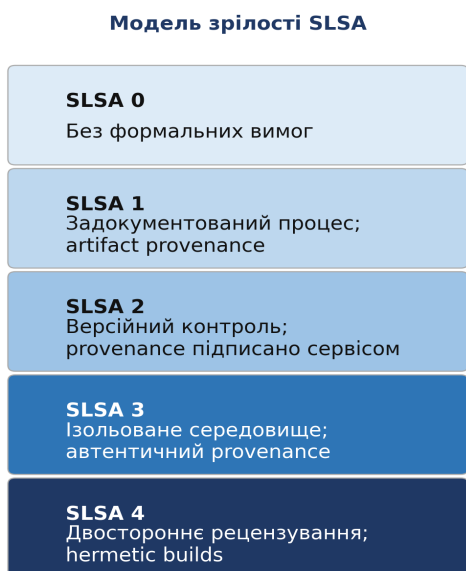 Модель зрілості SLSA
SLSA 0
Без формальних вимог
SLSA 1
Задокументований процес;
artifact provenance
SLSA 2
Версійний контроль;
provenance підписано сервісом
SLSA 3
Ізольоване середовище;
автентичний provenance
SLSA 4
Двостороннє рецензування;
hermetic builds